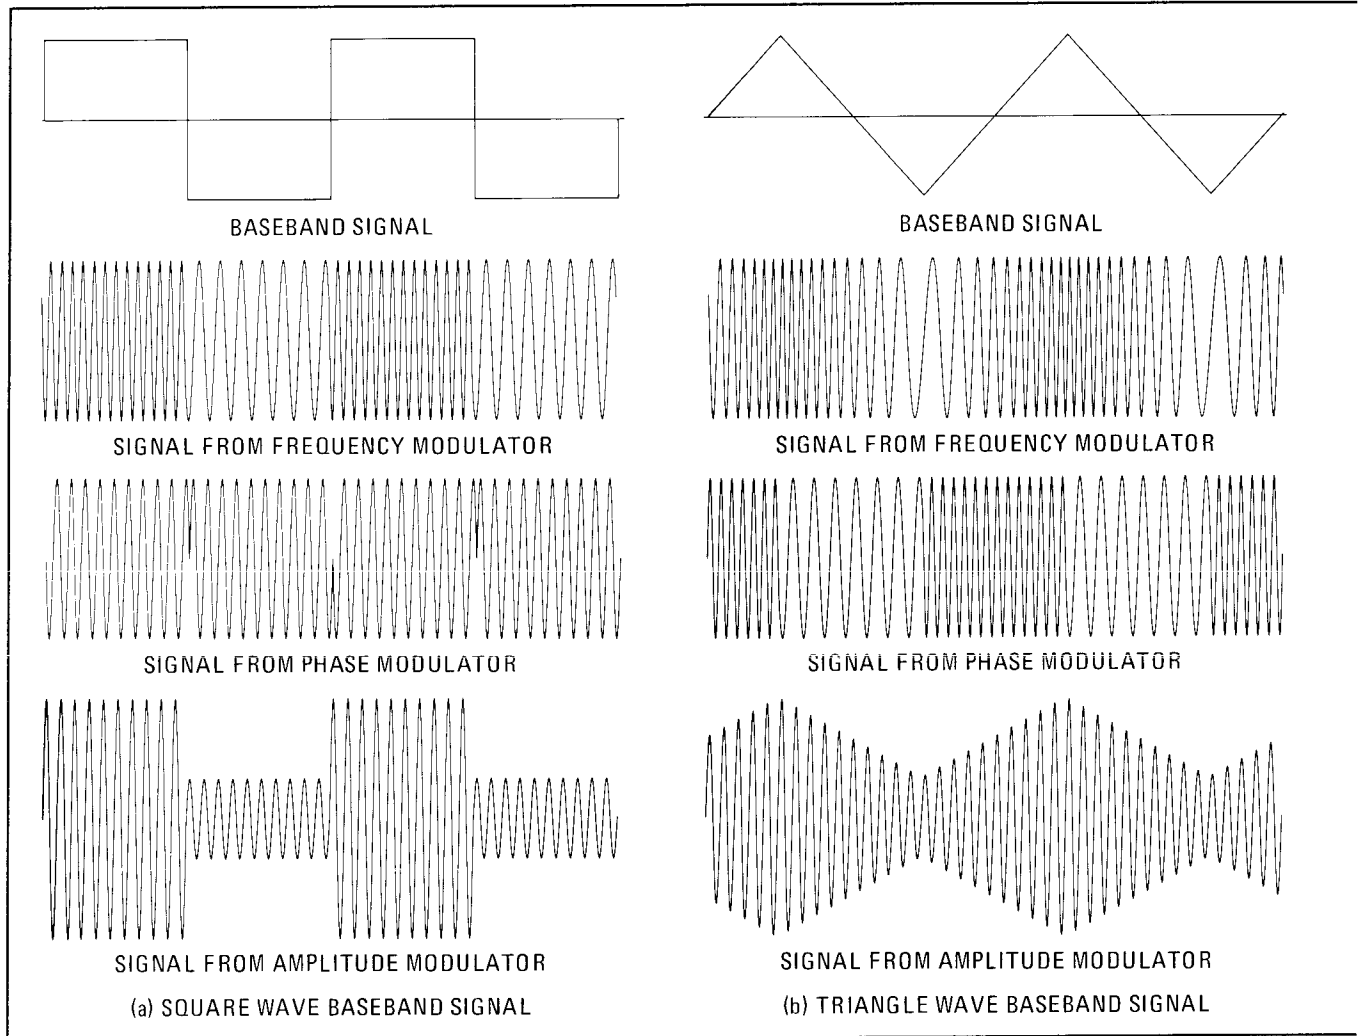 BASEBAND SIGNAL
SIGNAL FROM FREQUENCY MODULATOR
SIGNAL FROM PHASE MODULATOR
SIGNAL FROM AMPLITUDE MODULATOR
(a) SQUARE WAVE BASEBAND SIGNAL
BASEBAND SIGNAL
SIGNAL FROM FREQUENCY MODULATOR
SIGNAL FROM PHASE MODULATOR
SIGNAL FROM AMPLITUDE MODULATOR
(b) TRIANGLE WAVE BASEBAND SIGNAL